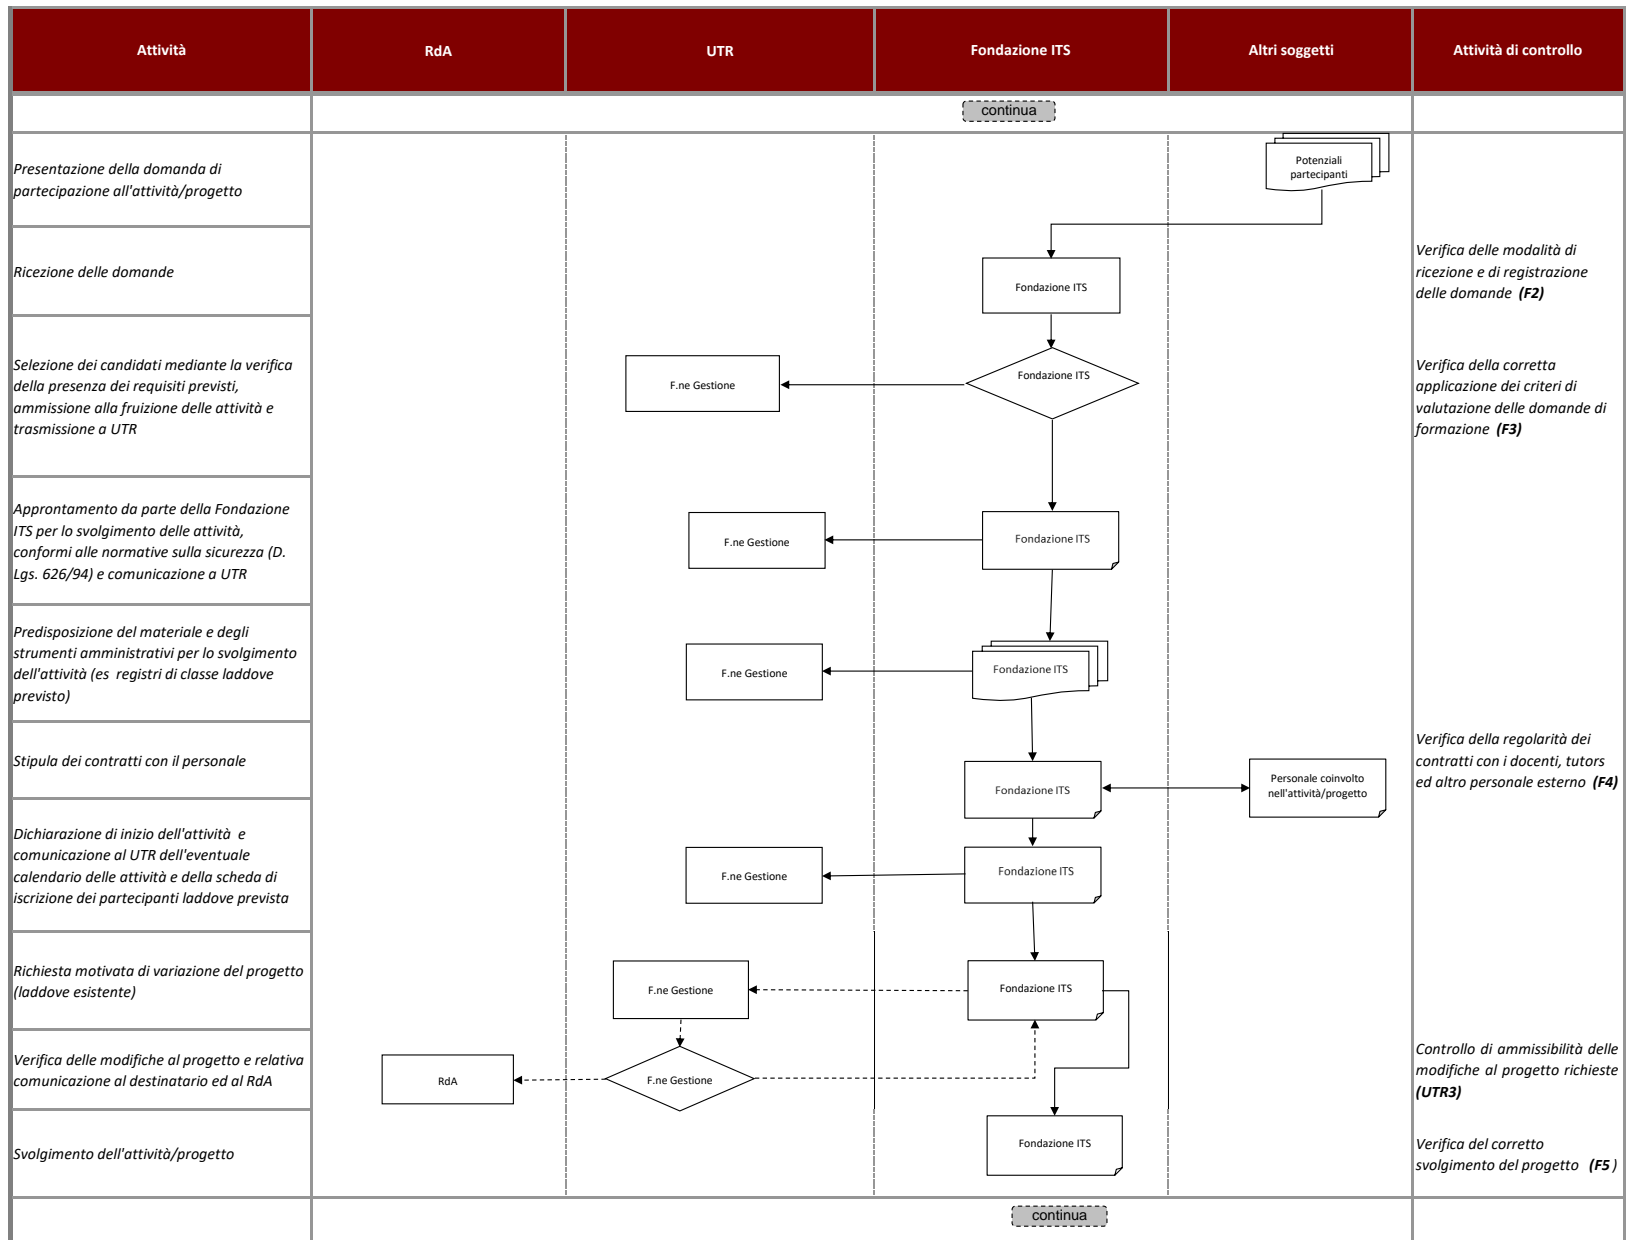 Attività
RdA
UTR
Fondazione ITS
Altri soggetti
Attività di controllo
continua
Presentazione della domanda di
partecipazione all'attività/progetto
Potenziali
partecipanti
Ricezione delle domande
Fondazione ITS
Verifica delle modalità di
ricezione e di registrazione
delle domande (F2)
Selezione dei candidati mediante la verifica
della presenza dei requisiti previsti,
ammissione alla fruizione delle attività e
trasmissione a UTR
F.ne Gestione
Fondazione ITS
Verifica della corretta
applicazione dei criteri di
valutazione delle domande di
formazione (F3)
Approntamento da parte della Fondazione
ITS per lo svolgimento delle attività,
conformi alle normative sulla sicurezza (D.
Lgs. 626/94) e comunicazione a UTR
F.ne Gestione
Fondazione ITS
Predisposizione del materiale e degli
strumenti amministrativi per lo svolgimento
dell'attività (es registri di classe laddove
previsto)
F.ne Gestione
Fondazione ITS
Stipula dei contratti con il personale
Fondazione ITS
Personale coinvolto
nell'attività/progetto
Verifica della regolarità dei
contratti con i docenti, tutors
ed altro personale esterno (F4)
Dichiarazione di inizio dell'attività e
comunicazione al UTR dell'eventuale
calendario delle attività e della scheda di
iscrizione dei partecipanti laddove prevista
F.ne Gestione
Fondazione ITS
Richiesta motivata di variazione del progetto
(laddove esistente)
F.ne Gestione
Fondazione ITS
Verifica delle modifiche al progetto e relativa
comunicazione al destinatario ed al RdA
RdA
F.ne Gestione
Controllo di ammissibilità delle
modifiche al progetto richieste
(UTR3)
Svolgimento dell'attività/progetto
Fondazione ITS
Verifica del corretto
svolgimento del progetto (F5 )
continua